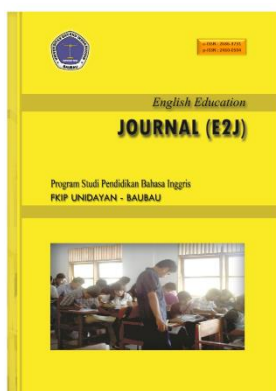 English Education
JOURNAL (E2J)
Program Studi Pendidikan Bahasa Inggris
FKIP UNIDAYAN - BAUBAU